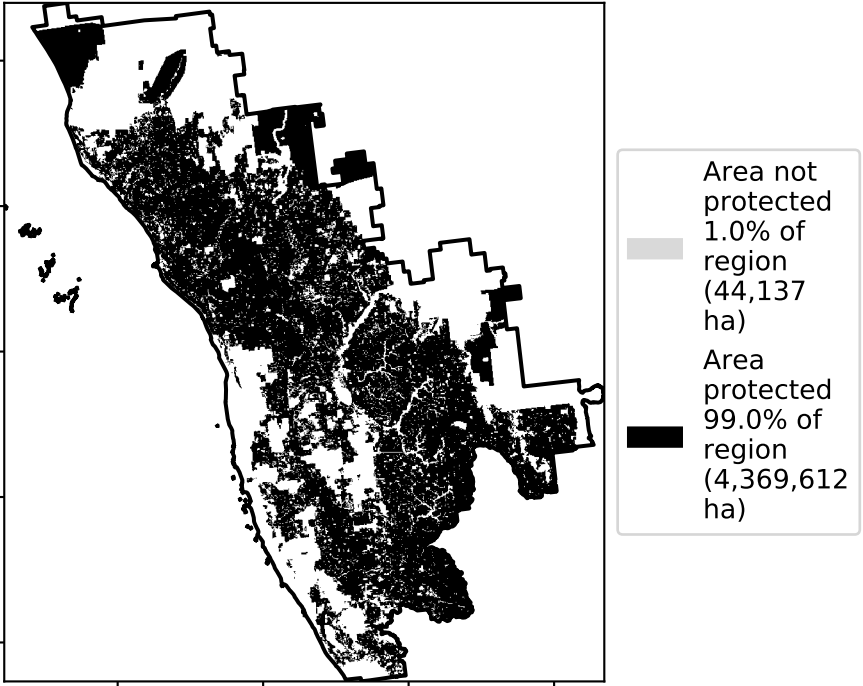 Area not
protected
1.0% of
region
(44,137
ha)
Area
protected
99.0% of
region
(4,369,612
ha)